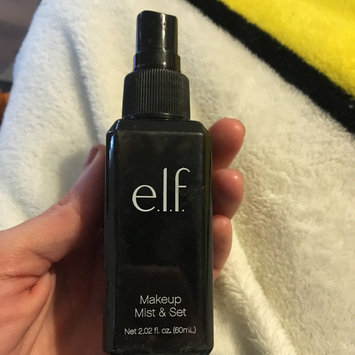 e.l.f.
Makeup
Mist & Set
Net 2.02 fl. oz. (60mL)